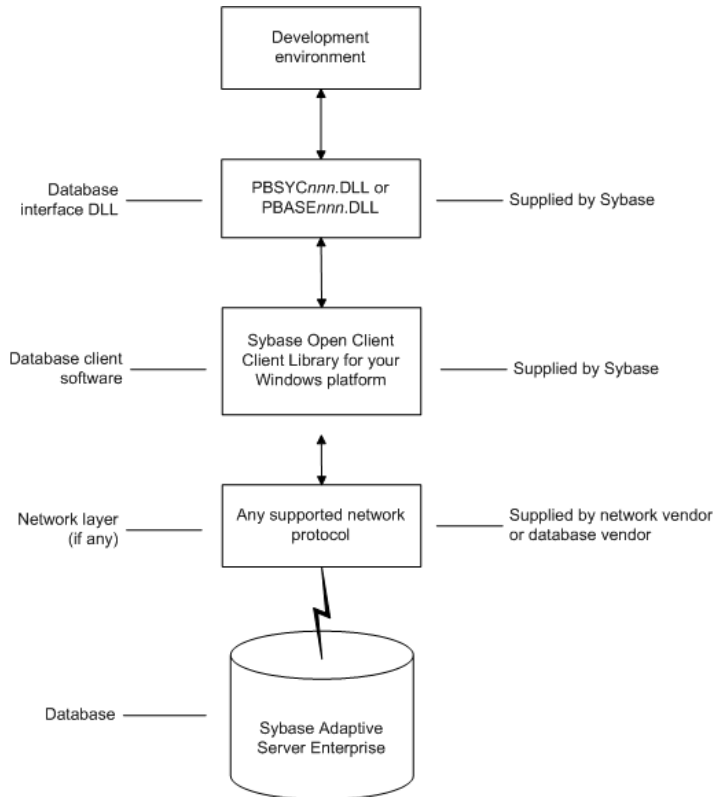 Development
environment
Database
interface DLL
PBSYCnnn.DLL or
PBASEnnn.DLL
Supplied by Sybase
Database client
software
Sybase Open Client
Client Library for your
Windows platform
Supplied by Sybase
Network layer
(if any)
Any supported network
protocol
Supplied by network vendor
or database vendor
Database
Sybase Adaptive
Server Enterprise